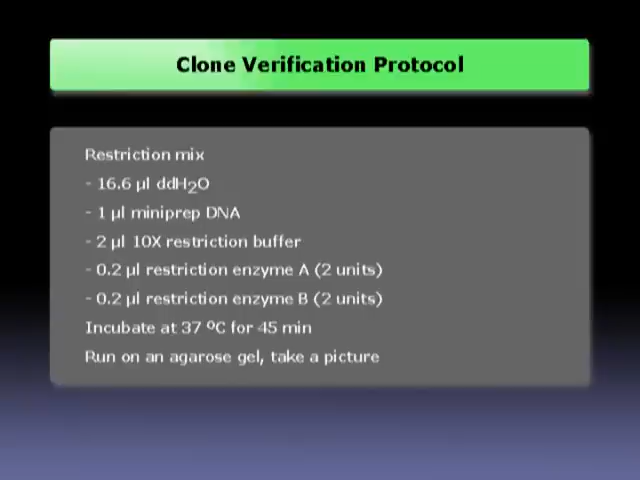 Clone Verification Protocol
Restriction mix
- 16.6 µl ddH₂O
- 1 µl miniprep DNA
- 2 µl 10X restriction buffer
- 0.2 µl restriction enzyme A (2 units)
- 0.2 µl restriction enzyme B (2 units)
Incubate at 37 ºC for 45 min
Run on an agarose gel, take a picture